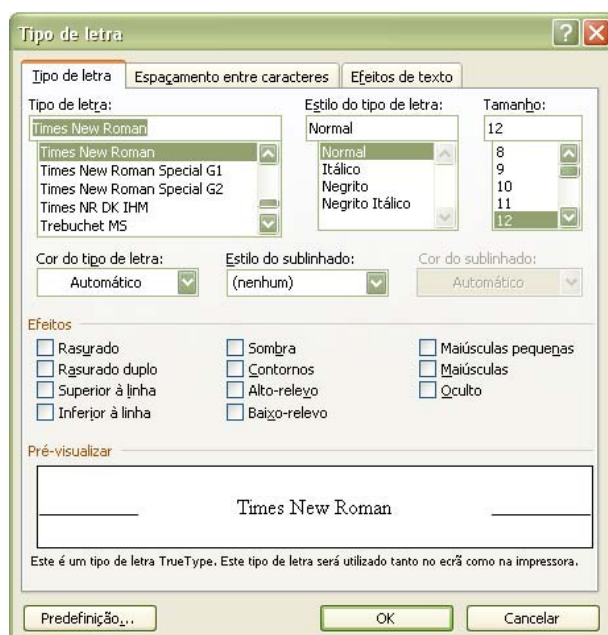 Tipo de letra
Tipo de letra
Espaçamento entre caracteres
Efeitos de texto
Tipo de letra:
Estilo do tipo de letra:
Tamanho:
Times New Roman
Normal
12
Times New Roman
Times New Roman Special G1
Times New Roman Special G2
Times NR DK IHM
Trebuchet MS
Normal
Itálico
Negrito
Negrito Itálico
8
9
10
11
12
Cor do tipo de letra:
Estilo do sublinhado:
Cor do sublinhado:
Automático
(nenhum)
Automático
Efeitos
Rasurado
Sombra
Maiúsculas pequenas
Rasurado duplo
Contornos
Maiúsculas
Superior à linha
Alto-relevo
Oculto
Inferior à linha
Baixo-relevo
Pré-visualizar
Times New Roman
Este é um tipo de letra TrueType. Este tipo de letra será utilizado tanto no ecrã como na impressora.
Predefinição...
OK
Cancelar